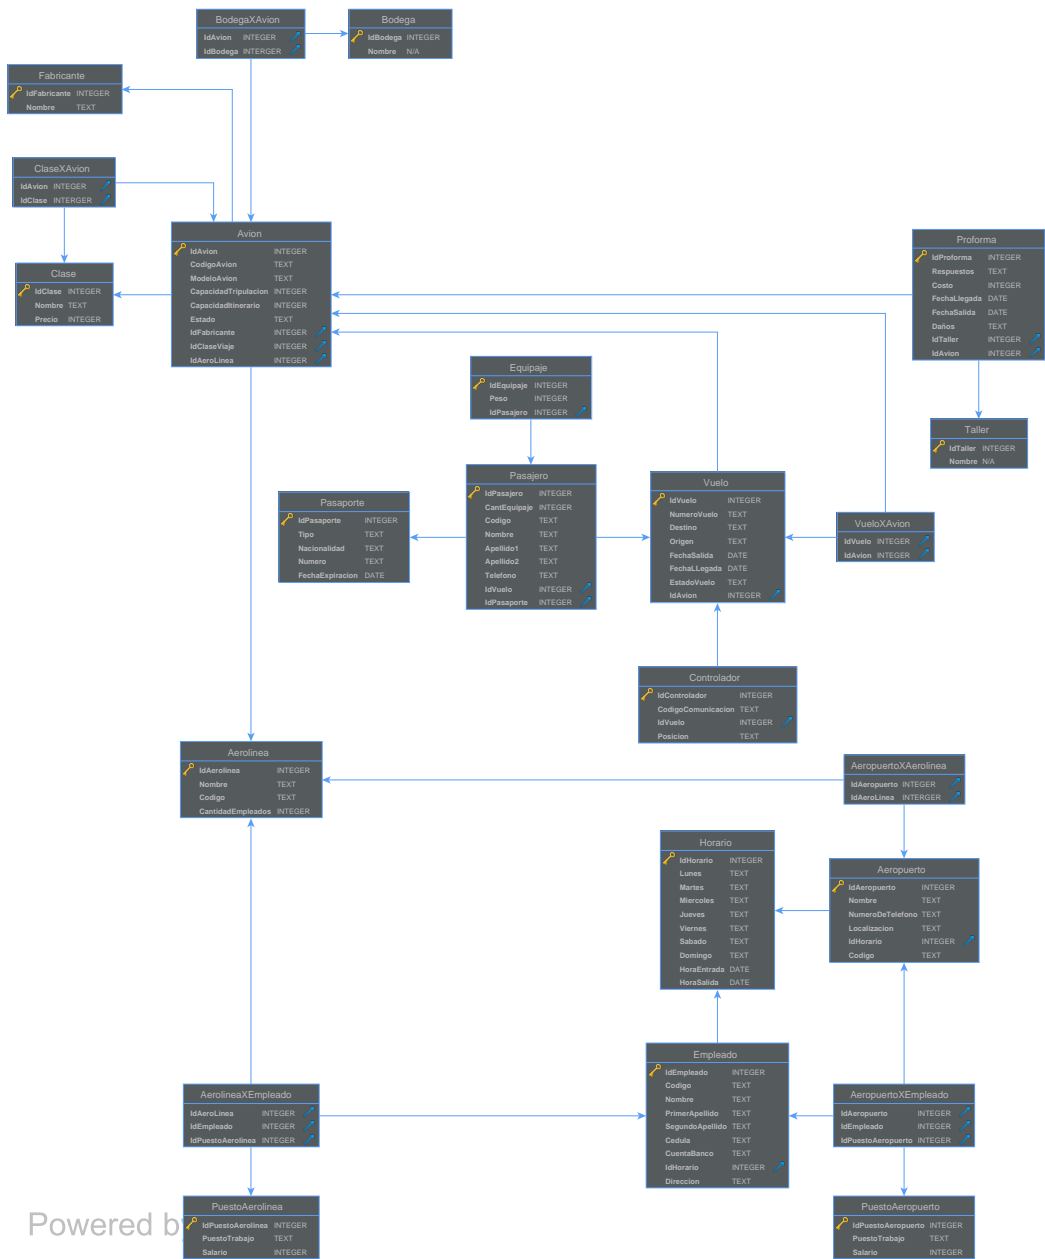 BodegaXAvion
IdAvion INTEGER
IdBodega INTERGER
Bodega
IdBodega INTEGER
Nombre N/A
Fabricante
IdFabricante INTEGER
Nombre TEXT
ClaseXAvion
IdAvion INTEGER
IdClase INTERGER
Clase
IdClase INTEGER
Nombre TEXT
Precio INTEGER
Avion
IdAvion INTEGER
CodigoAvion TEXT
ModeloAvion TEXT
CapacidadTripulacion INTEGER
CapacidadItinerario INTEGER
Estado TEXT
IdFabricante INTEGER
IdClaseViaje INTEGER
IdAeroLinea INTEGER
Proforma
IdProforma INTEGER
Respuestos TEXT
Costo INTEGER
FechaLlegada DATE
FechaSalida DATE
Daños TEXT
IdTaller INTEGER
IdAvion INTEGER
Equipaje
IdEquipaje INTEGER
Peso INTEGER
IdPasajero INTEGER
Taller
IdTaller INTEGER
Nombre N/A
Pasaporte
IdPasaporte INTEGER
Tipo TEXT
Nacionalidad TEXT
Numero TEXT
FechaExpiracion DATE
Pasajero
IdPasajero INTEGER
CantEquipaje INTEGER
Codigo TEXT
Nombre TEXT
Apellido1 TEXT
Apellido2 TEXT
Telefono TEXT
IdVuelo INTEGER
IdPasaporte INTEGER
Vuelo
IdVuelo INTEGER
NumeroVuelo TEXT
Destino TEXT
Origen TEXT
FechaSalida DATE
FechaLLegada DATE
EstadoVuelo TEXT
IdAvion INTEGER
VueloXAvion
IdVuelo INTEGER
IdAvion INTEGER
Controlador
IdControlador INTEGER
CodigoComunicacion TEXT
IdVuelo INTEGER
Posicion TEXT
Aerolinea
IdAerolinea INTEGER
Nombre TEXT
Codigo TEXT
CantidadEmpleados INTEGER
AeropuertoXAerolinea
IdAeropuerto INTEGER
IdAeroLinea INTERGER
Horario
IdHorario INTEGER
Lunes TEXT
Martes TEXT
Miercoles TEXT
Jueves TEXT
Viernes TEXT
Sabado TEXT
Domingo TEXT
HoraEntrada DATE
HoraSalida DATE
Aeropuerto
IdAeropuerto INTEGER
Nombre TEXT
NumeroDeTelefono TEXT
Localizacion TEXT
IdHorario INTEGER
Codigo TEXT
AerolineaXEmpleado
IdAeroLinea INTEGER
IdEmpleado INTEGER
IdPuestoAerolinea INTEGER
Empleado
IdEmpleado INTEGER
Codigo TEXT
Nombre TEXT
PrimerApellido TEXT
SegundoApellido TEXT
Cedula TEXT
CuentaBanco TEXT
IdHorario INTEGER
Direccion TEXT
AeropuertoXEmpleado
IdAeropuerto INTEGER
IdEmpleado INTEGER
IdPuestoAeropuerto INTEGER
PuestoAerolinea
IdPuestoAerolinea INTEGER
PuestoTrabajo TEXT
Salario INTEGER
PuestoAeropuerto
IdPuestoAeropuerto INTEGER
PuestoTrabajo TEXT
Salario INTEGER
Powered